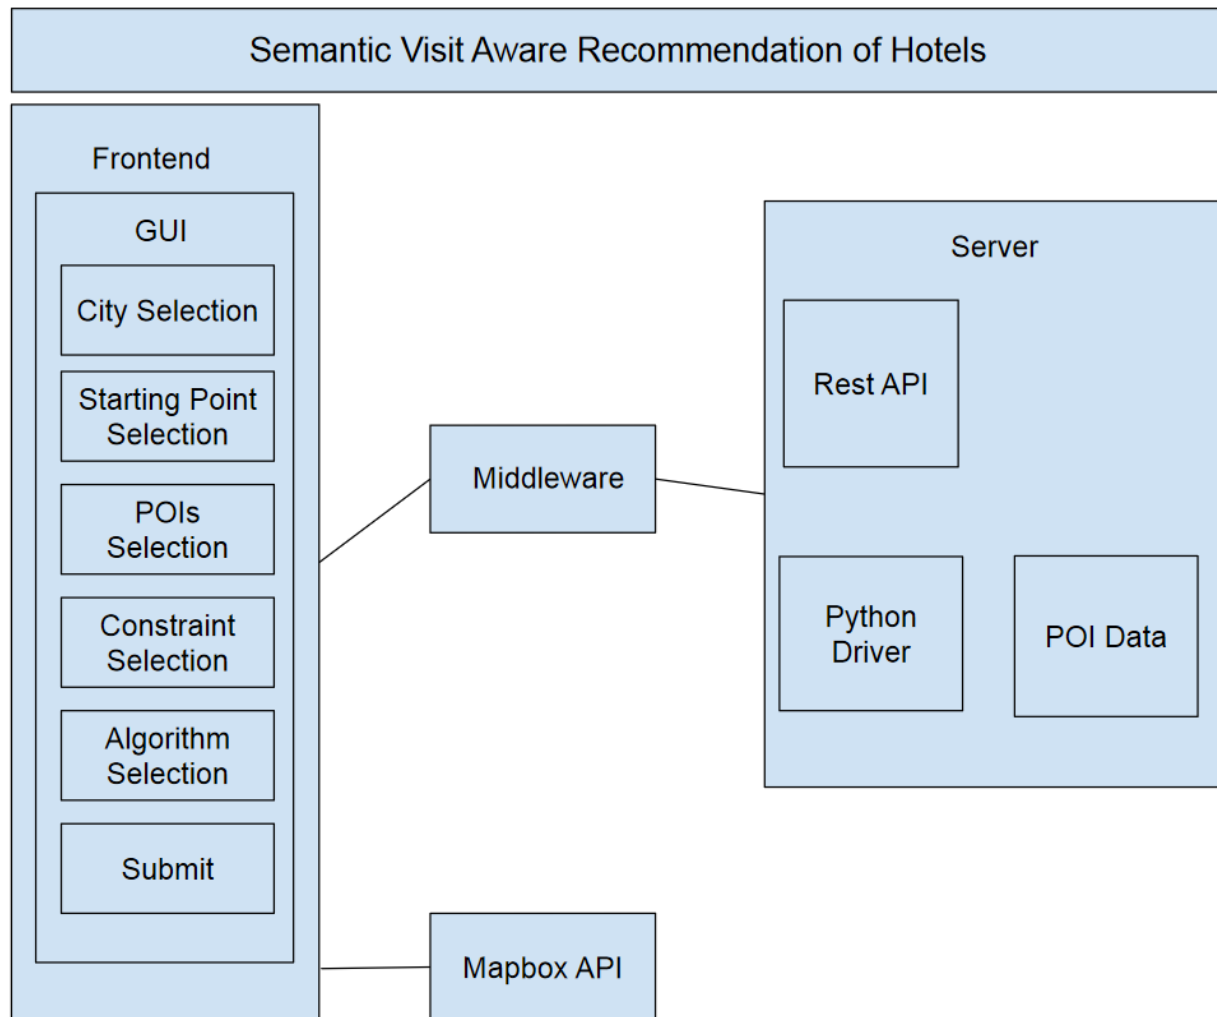 Semantic Visit Aware Recommendation of Hotels
Frontend
GUI
City Selection
Starting Point
Selection
POIs
Selection
Constraint
Selection
Algorithm
Selection
Submit
Middleware
Mapbox API
Server
Rest API
Python
Driver
POI Data